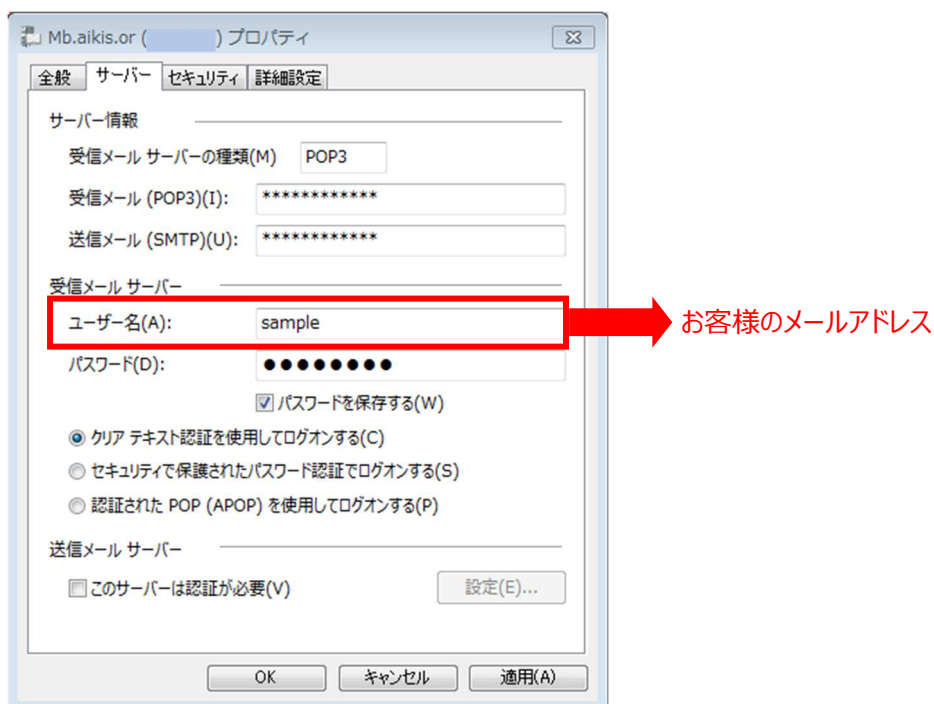 Mb.aikis.or ( ) プロパティ
全般 サーバー セキュリティ 詳細設定
サーバー情報
受信メール サーバーの種類(M) POP3
受信メール (POP3)(I): ************
送信メール (SMTP)(U): ************
受信メール サーバー
ユーザー名(A): sample
お客様のメールアドレス
パスワード(D): ●●●●●●●●
パスワードを保存する(W)
クリア テキスト認証を使用してログオンする(C)
セキュリティで保護されたパスワード認証でログオンする(S)
認証された POP (APOP) を使用してログオンする(P)
送信メール サーバー
このサーバーは認証が必要(V) 設定(E)...
OK キャンセル 適用(A)